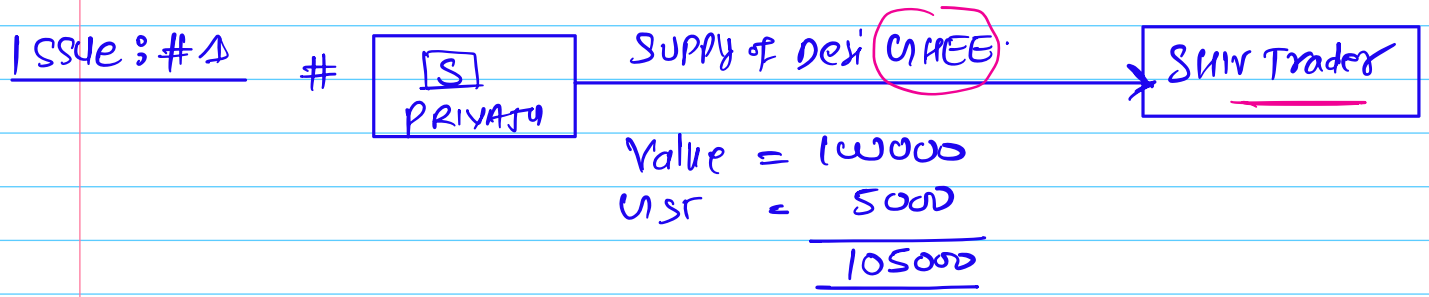 Issue : #1
# S PRIYAJU
Supply of Desi GHEE.
SHIV Trader
Value = 100000
GST = 5000
105000